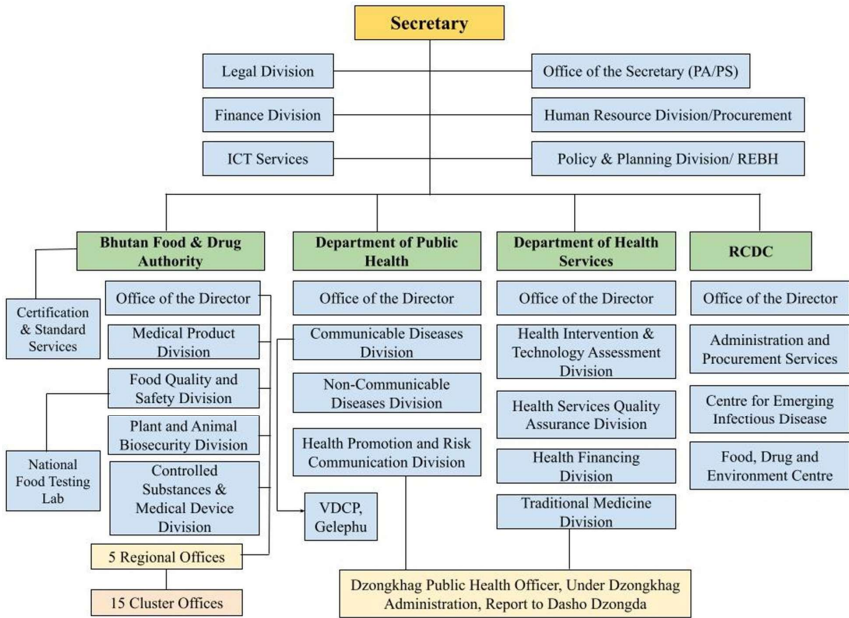 Secretary
Legal Division
Office of the Secretary (PA/PS)
Finance Division
Human Resource Division/Procurement
ICT Services
Policy & Planning Division/ REBH
Bhutan Food & Drug
Authority
Certification
& Standard
Services
Office of the Director
Medical Product
Division
Food Quality and
Safety Division
Plant and Animal
Biosecurity Division
National
Food Testing
Lab
Controlled
Substances &
Medical Device
Division
5 Regional Offices
15 Cluster Offices
Department of Public
Health
Office of the Director
Communicable Diseases
Division
Non-Communicable
Diseases Division
Health Promotion and Risk
Communication Division
VDCP,
Gelephu
Department of Health
Services
Office of the Director
Health Intervention &
Technology Assessment
Division
Health Services Quality
Assurance Division
Health Financing
Division
Traditional Medicine
Division
Dzongkhag Public Health Officer, Under Dzongkhag
Administration, Report to Dasho Dzongda
RCDC
Office of the Director
Administration and
Procurement Services
Centre for Emerging
Infectious Disease
Food, Drug and
Environment Centre